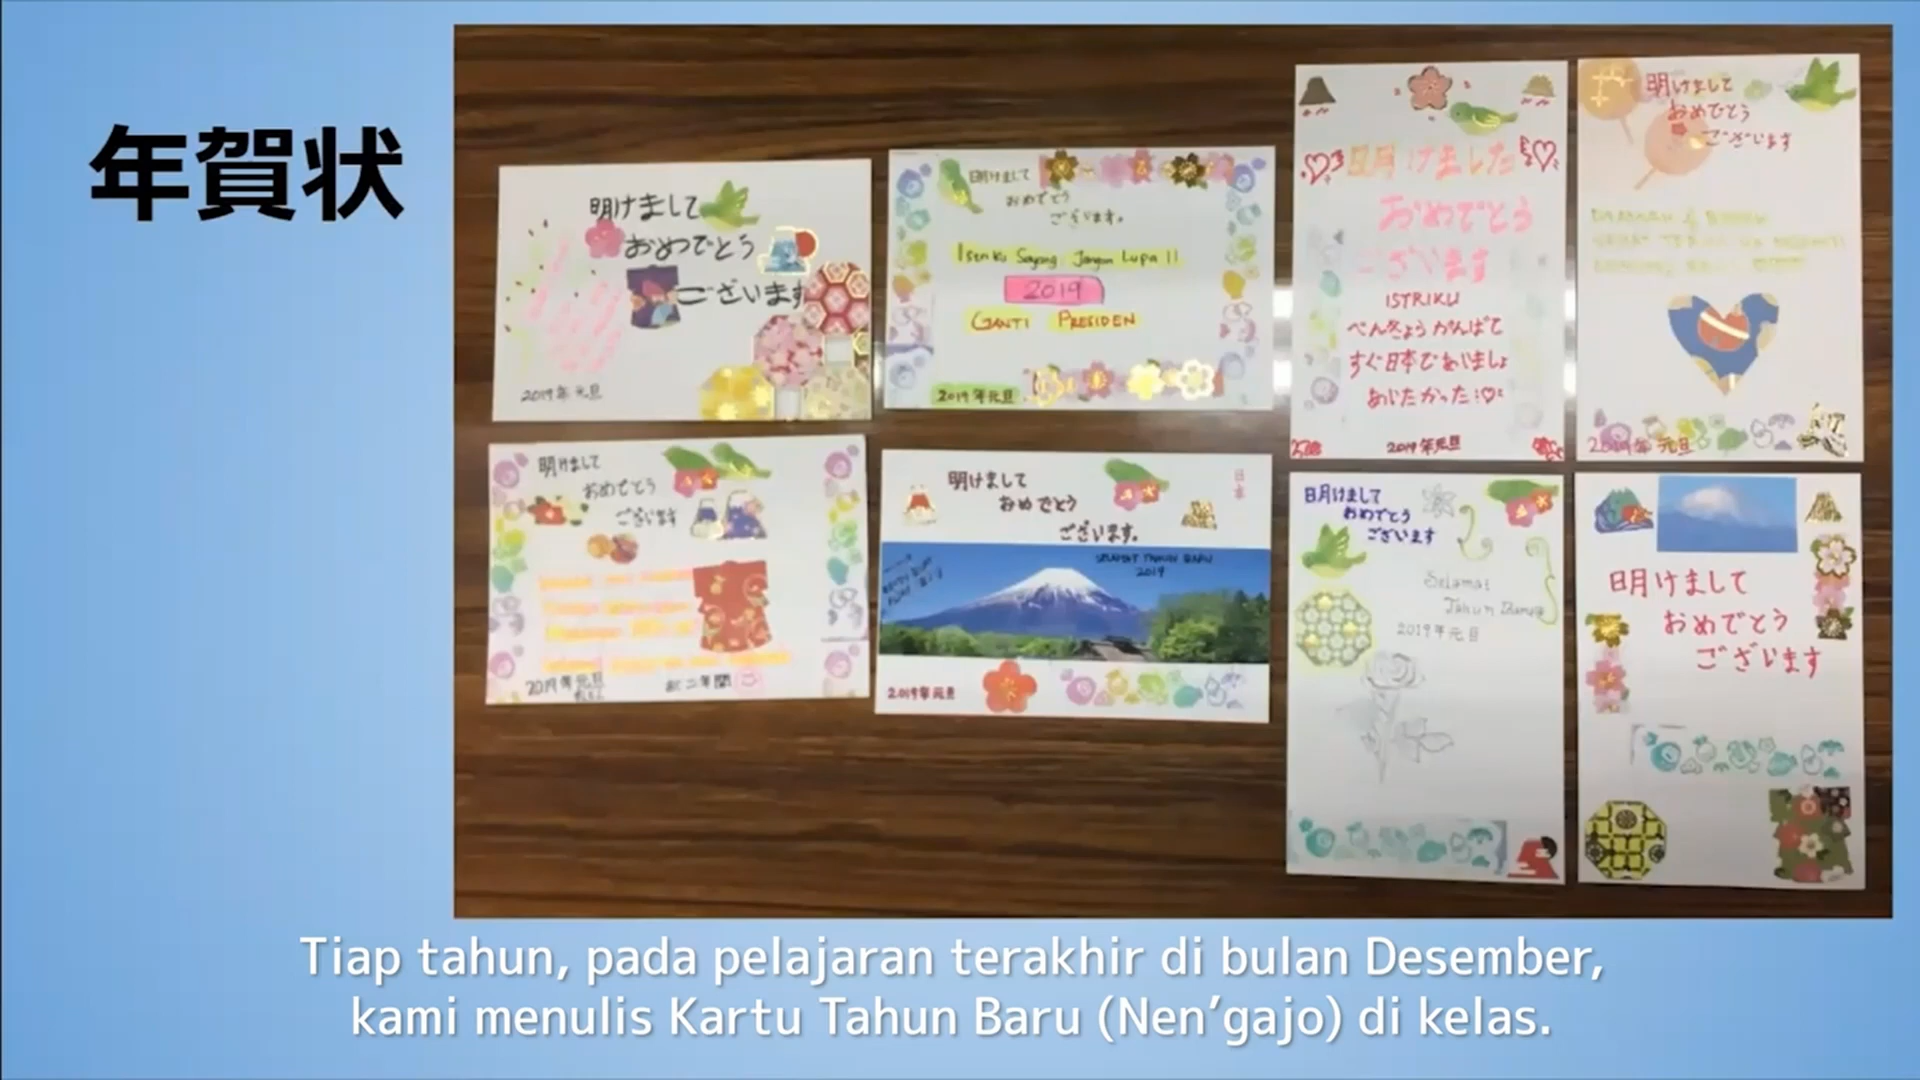 年賀状
明けまして
おめでとう
ございます
2019年元旦
明けまして
おめでとう
ございます。
Istriku Sayang Jangan Lupa !!
2019
GANTI PRESIDEN
2019年元旦
明けました
おめでとう
ございます
ISTRIKU
べん冬ょうがんばて
すぐ日本であいましょ
あいたかった
2019年元旦
明けまして
おめでとう
ございます
2019年元旦
明けまして
おめでとう
ございます
2019年元旦
明けまして
おめでとう
ございます。
日本
SELAMAT TAHUN BARU
2019
2019年元旦
明けまして
おめでとう
ございます
Selamat
Tahun Baru
2019年元日
明けまして
おめでとう
ございます
Tiap tahun, pada pelajaran terakhir di bulan Desember,
kami menulis Kartu Tahun Baru (Nen’gajo) di kelas.